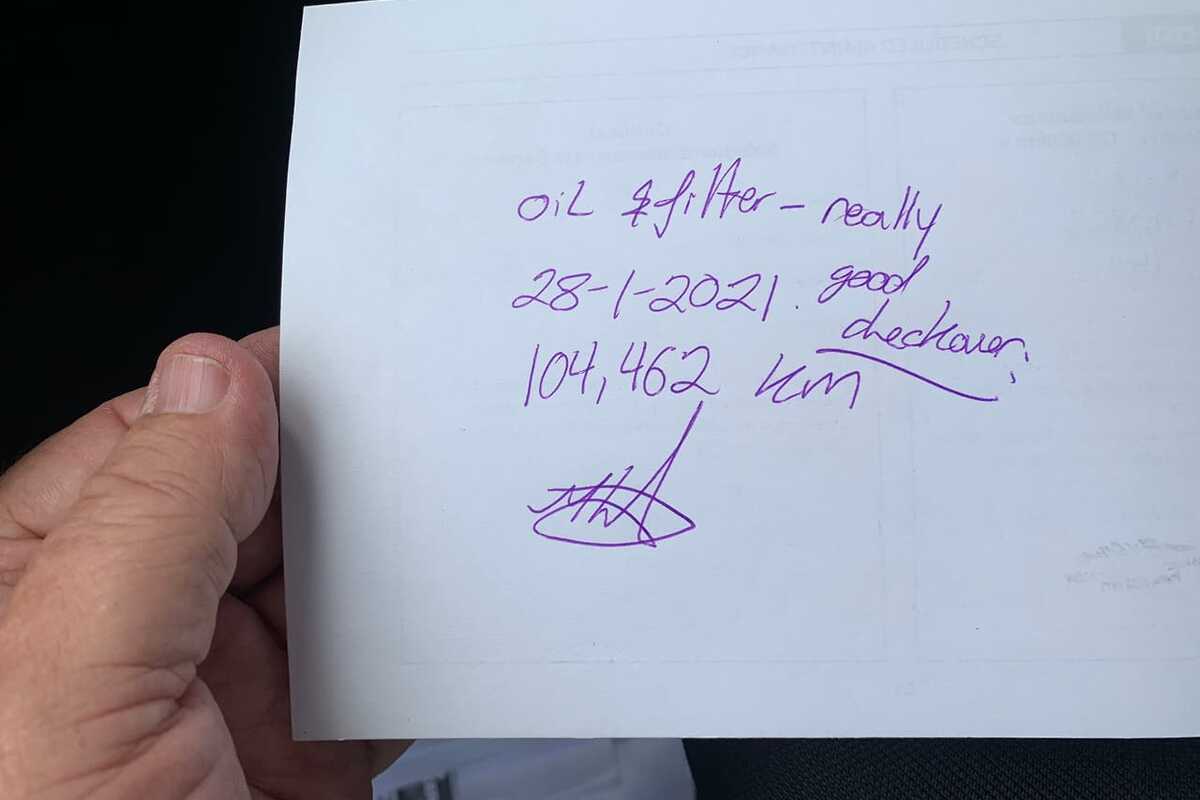 oil & filter - really
28-1-2021. good
checkover.
104,462 km